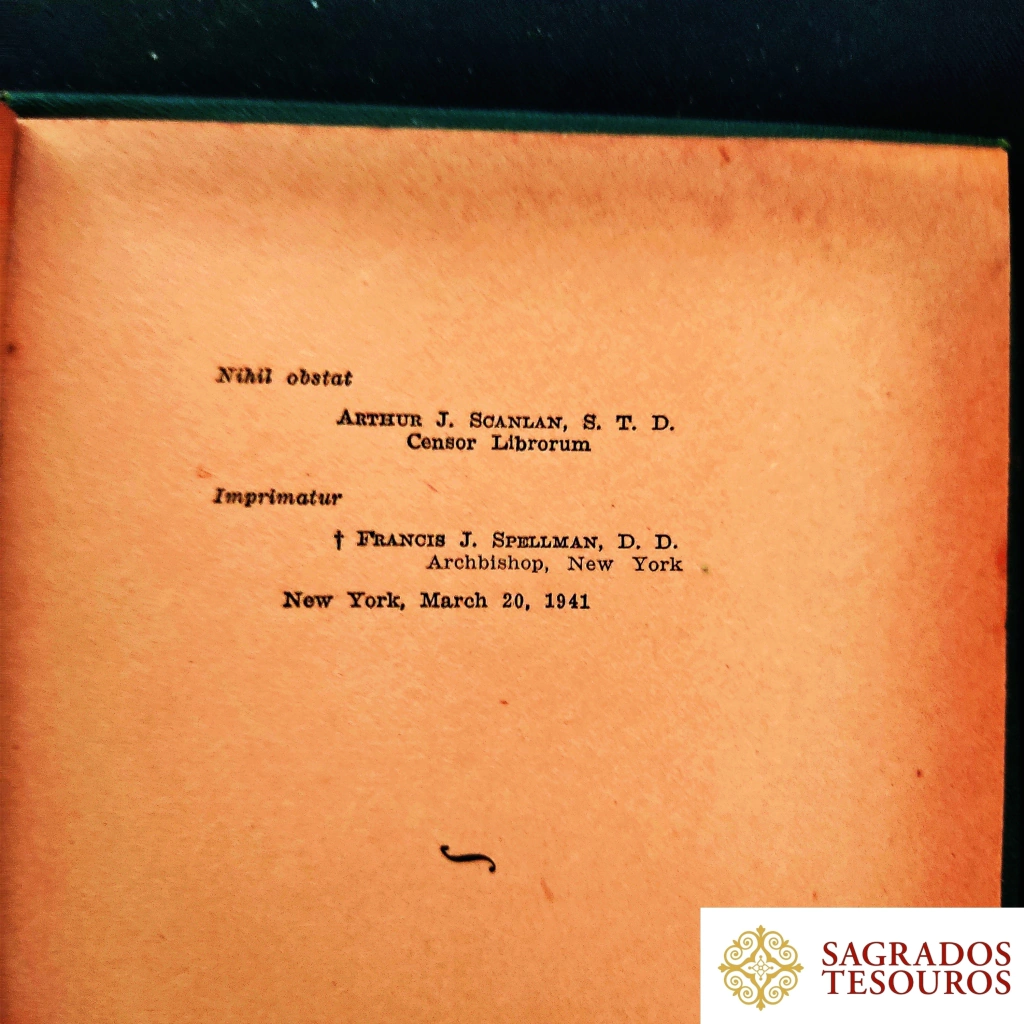 Nihil obstat
ARTHUR J. SCANLAN, S. T. D.
Censor Librorum
Imprimatur
† FRANCIS J. SPELLMAN, D. D.
Archbishop, New York
New York, March 20, 1941
SAGRADOS
TESOUROS